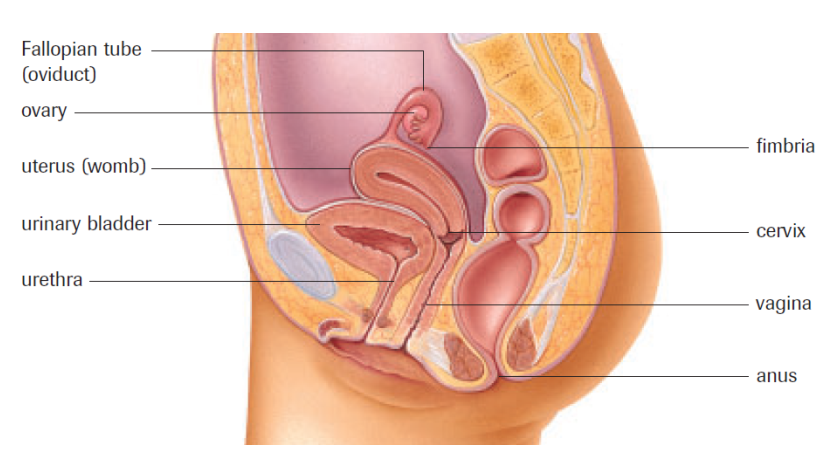 Fallopian tube
(oviduct)
ovary
uterus (womb)
urinary bladder
urethra
fimbria
cervix
vagina
anus